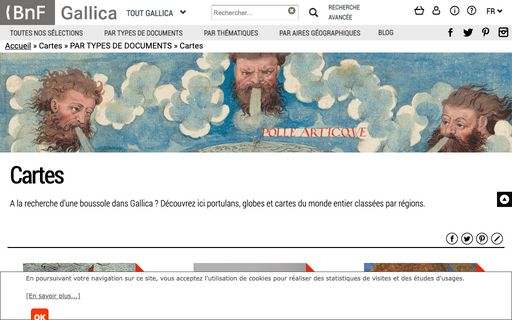 {BnF Gallica TOUT GALLICA Rechercher... RECHERCHE AVANCÉE FR
TOUTES NOS SÉLECTIONS PAR TYPES DE DOCUMENTS PAR THÉMATIQUES PAR AIRES GÉOGRAPHIQUES BLOG
Accueil » Cartes » PAR TYPES DE DOCUMENTS » Cartes
POLLE ARTICQVE
Cartes
A la recherche d'une boussole dans Gallica ? Découvrez ici portulans, globes et cartes du monde entier classées par régions.
En poursuivant votre navigation sur ce site, vous acceptez l'utilisation de cookies pour réaliser des statistiques de visites et des études d'usages.
[En savoir plus...]
OK